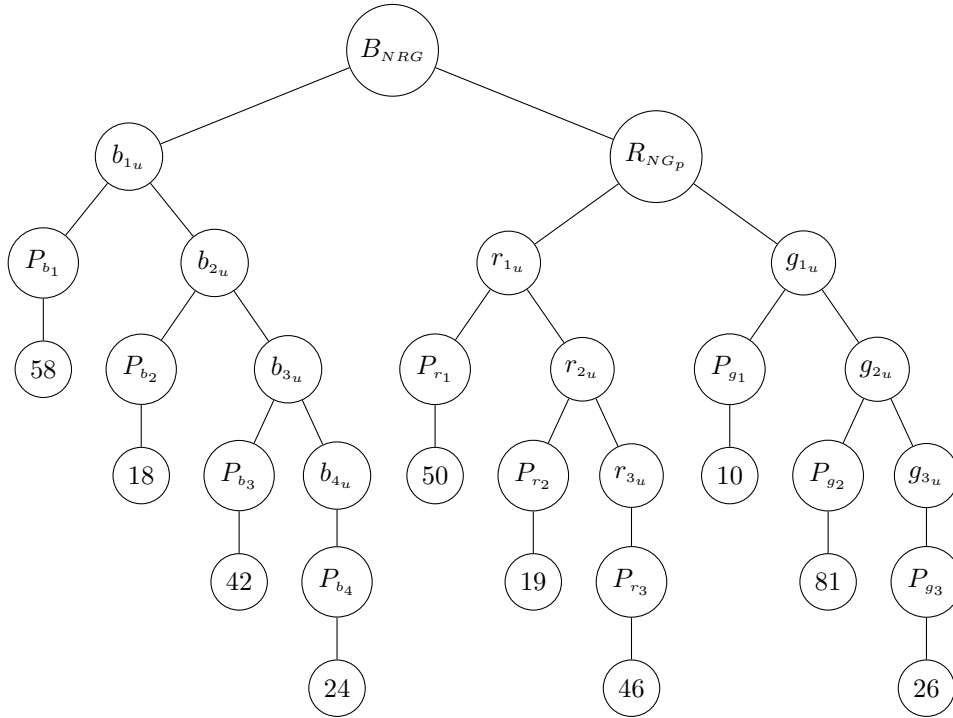 B_{NRG}
b_{1_u} R_{NG_p}
P_{b_1} b_{2_u} r_{1_u} g_{1_u}
58 P_{b_2} b_{3_u} P_{r_1} r_{2_u} P_{g_1} g_{2_u}
18 P_{b_3} b_{4_u} 50 P_{r_2} r_{3_u} 10 P_{g_2} g_{3_u}
42 P_{b_4} 19 P_{r_3} 81 P_{g_3}
24 46 26